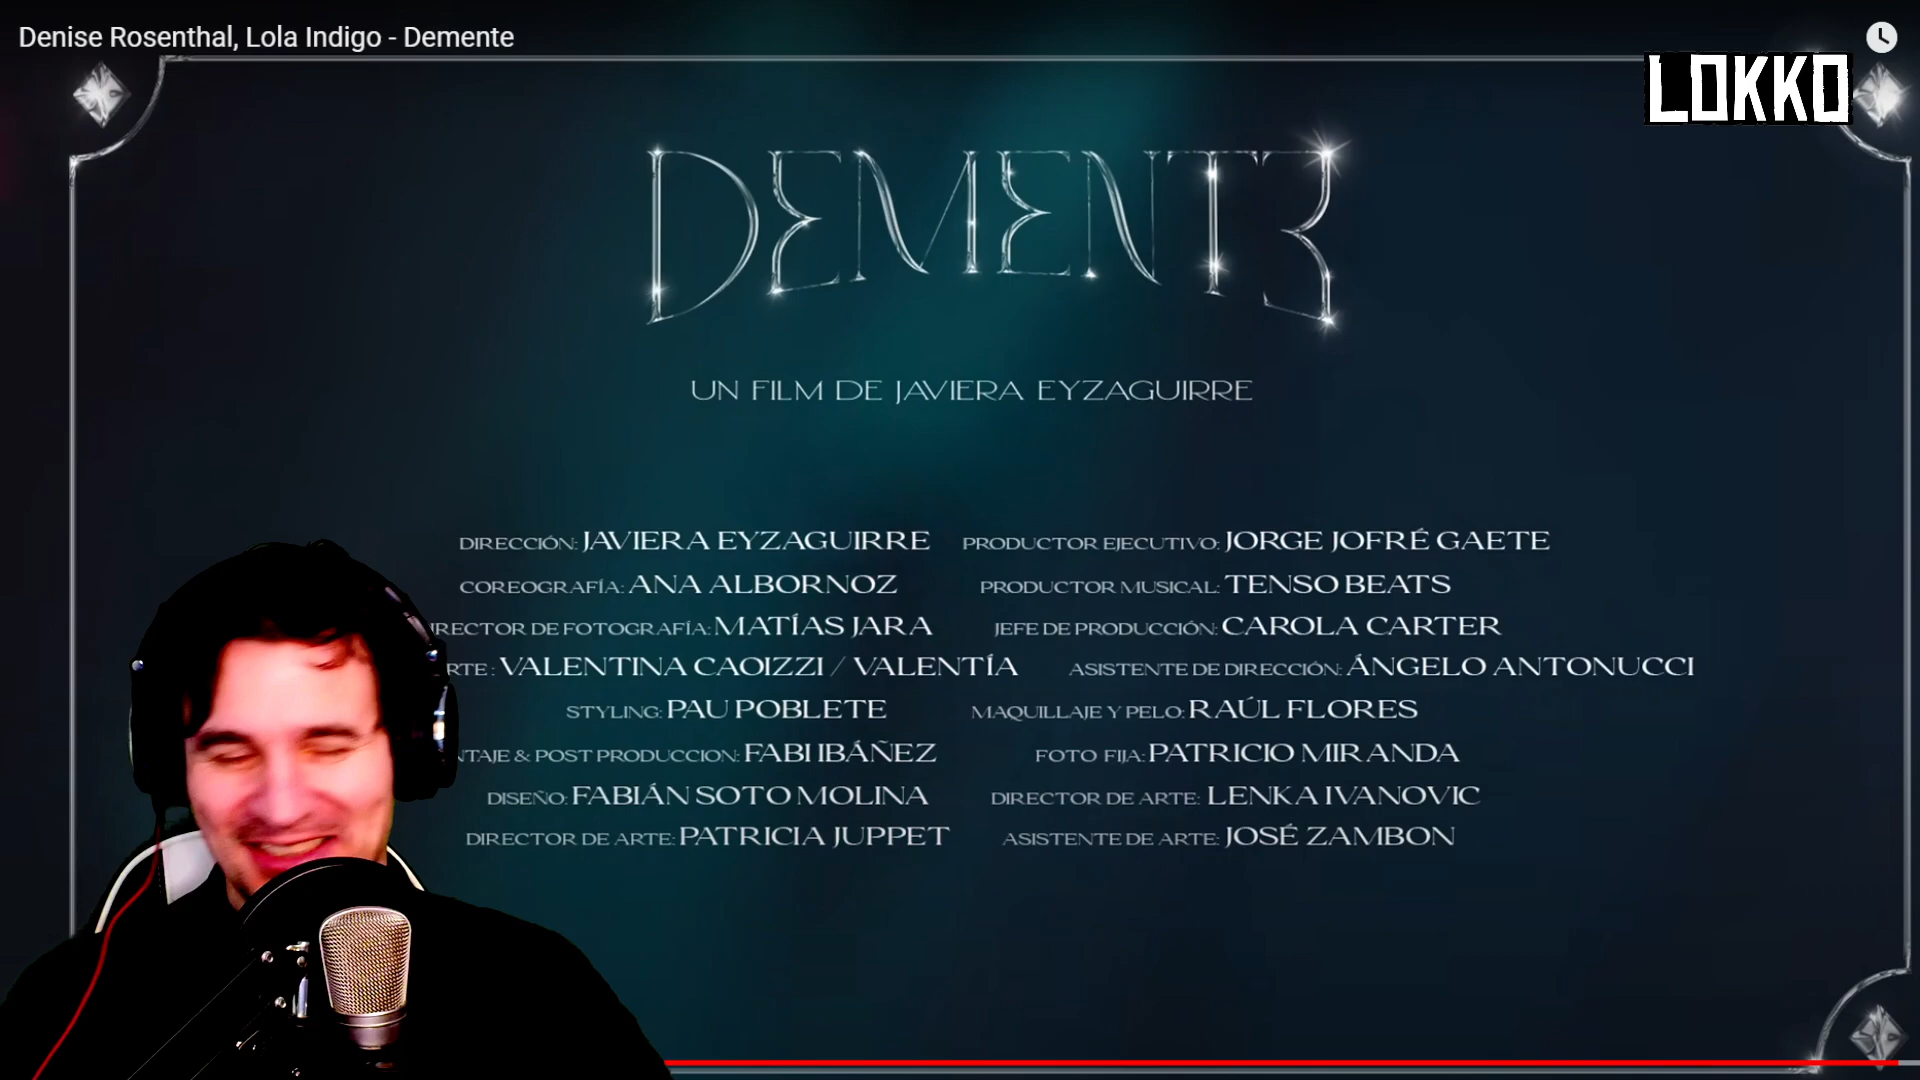 Denise Rosenthal, Lola Indigo - Demente
LOKKO
DEMENTE
UN FILM DE JAVIERA EYZAGUIRRE
DIRECCIÓN: JAVIERA EYZAGUIRRE PRODUCTOR EJECUTIVO: JORGE JOFRÉ GAETE
COREOGRAFÍA: ANA ALBORNOZ PRODUCTOR MUSICAL: TENSO BEATS
DE FOTOGRAFÍA: MATÍAS JARA JEFE DE PRODUCCIÓN: CAROLA CARTER
VALENTINA CAOIZZI / VALENTÍA ASISTENTE DE DIRECCIÓN: ÁNGELO ANTONUCCI
STYLING: PAU POBLETE MAQUILLAJE Y PELO: RAÚL FLORES
& POST PRODUCCION: FABI IBÁÑEZ FOTO FIJA: PATRICIO MIRANDA
DISEÑO: FABIÁN SOTO MOLINA DIRECTOR DE ARTE: LENKA IVANOVIC
DIRECTOR DE ARTE: PATRICIA JUPPET ASISTENTE DE ARTE: JOSÉ ZAMBON